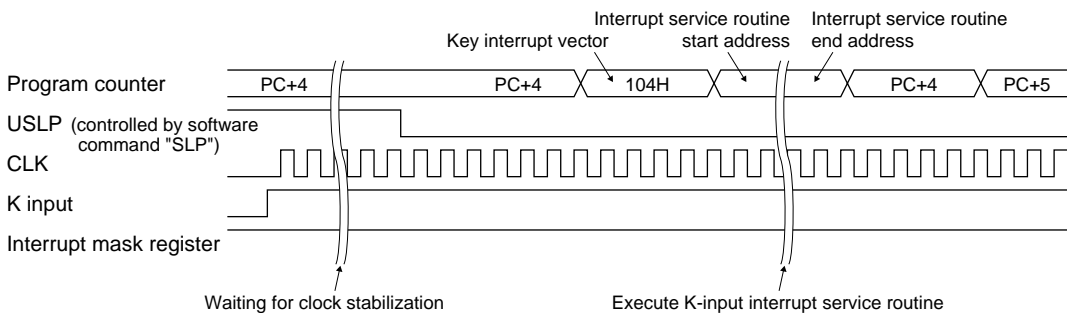 Interrupt service routine
start address
Interrupt service routine
end address
Key interrupt vector
Program counter PC+4 PC+4 104H PC+4 PC+5
USLP (controlled by software
command "SLP")
CLK
K input
Interrupt mask register
Waiting for clock stabilization Execute K-input interrupt service routine